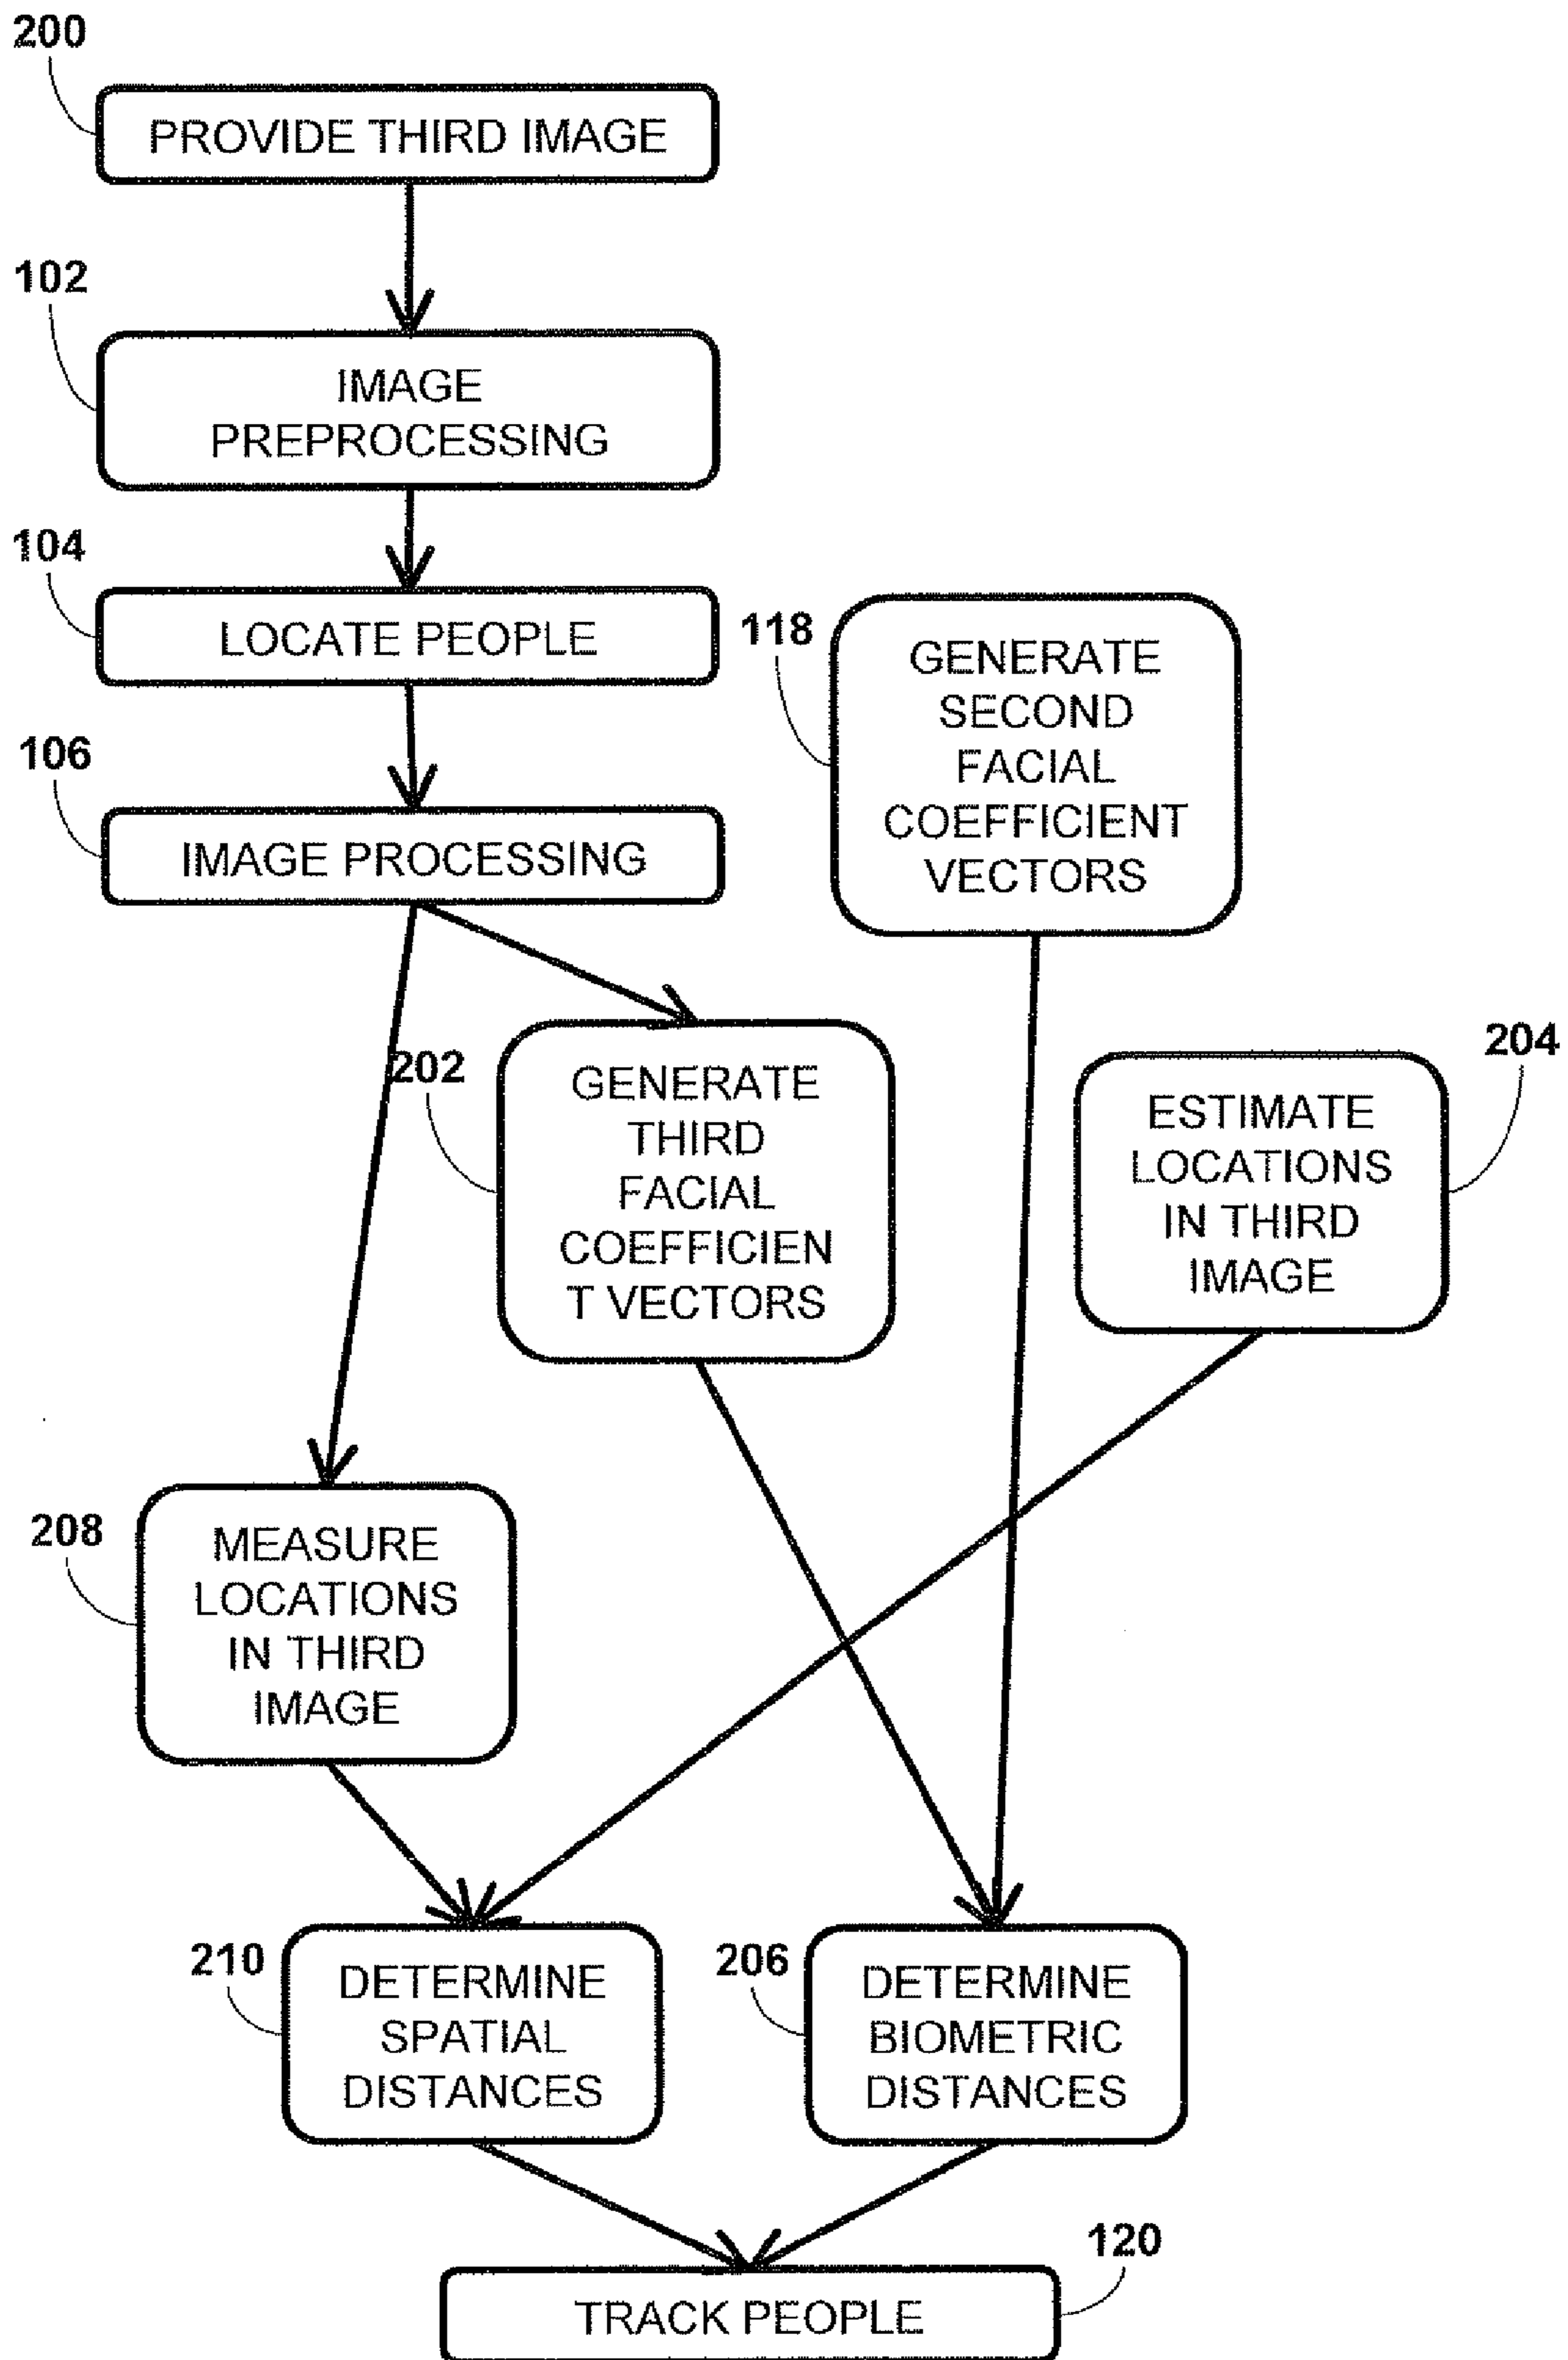 200
PROVIDE THIRD IMAGE
102
IMAGE
PREPROCESSING
104
LOCATE PEOPLE
118
GENERATE
SECOND
FACIAL
COEFFICIENT
VECTORS
106
IMAGE PROCESSING
202
GENERATE
THIRD
FACIAL
COEFFICIEN
T VECTORS
204
ESTIMATE
LOCATIONS
IN THIRD
IMAGE
208
MEASURE
LOCATIONS
IN THIRD
IMAGE
210
DETERMINE
SPATIAL
DISTANCES
206
DETERMINE
BIOMETRIC
DISTANCES
120
TRACK PEOPLE